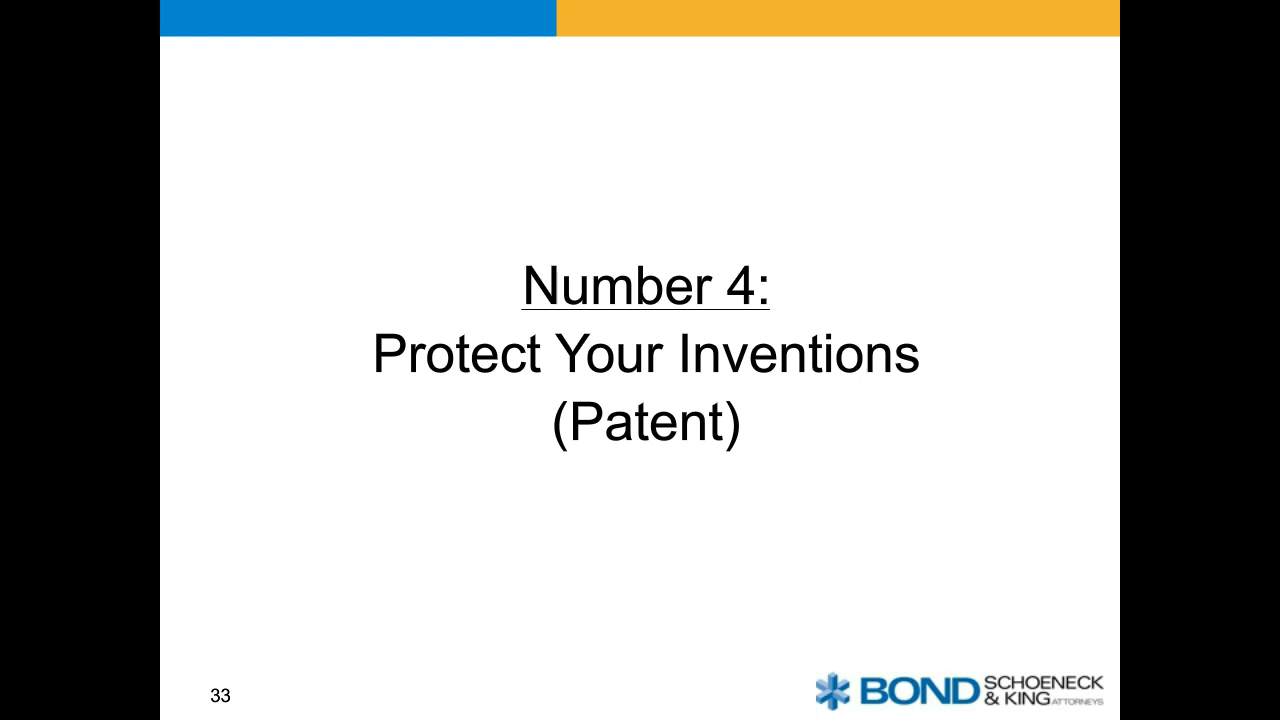 Number 4:
Protect Your Inventions
(Patent)
33
BOND SCHOENECK
& KING ATTORNEYS